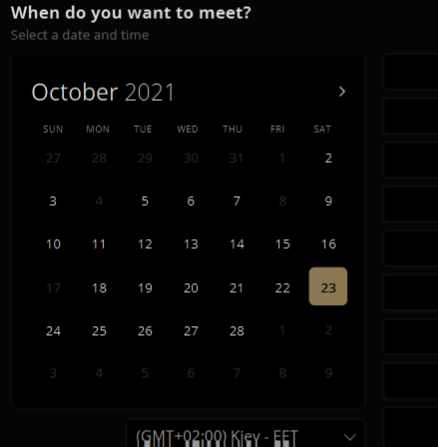 When do you want to meet?
Select a date and time
October 2021
SUN MON TUE WED THU FRI SAT
27 28 29 30 31 1 2
3 4 5 6 7 8 9
10 11 12 13 14 15 16
17 18 19 20 21 22 23
24 25 26 27 28 1 2
3 4 5 6 7 8 9
(GMT+02:00) Kiev - EET